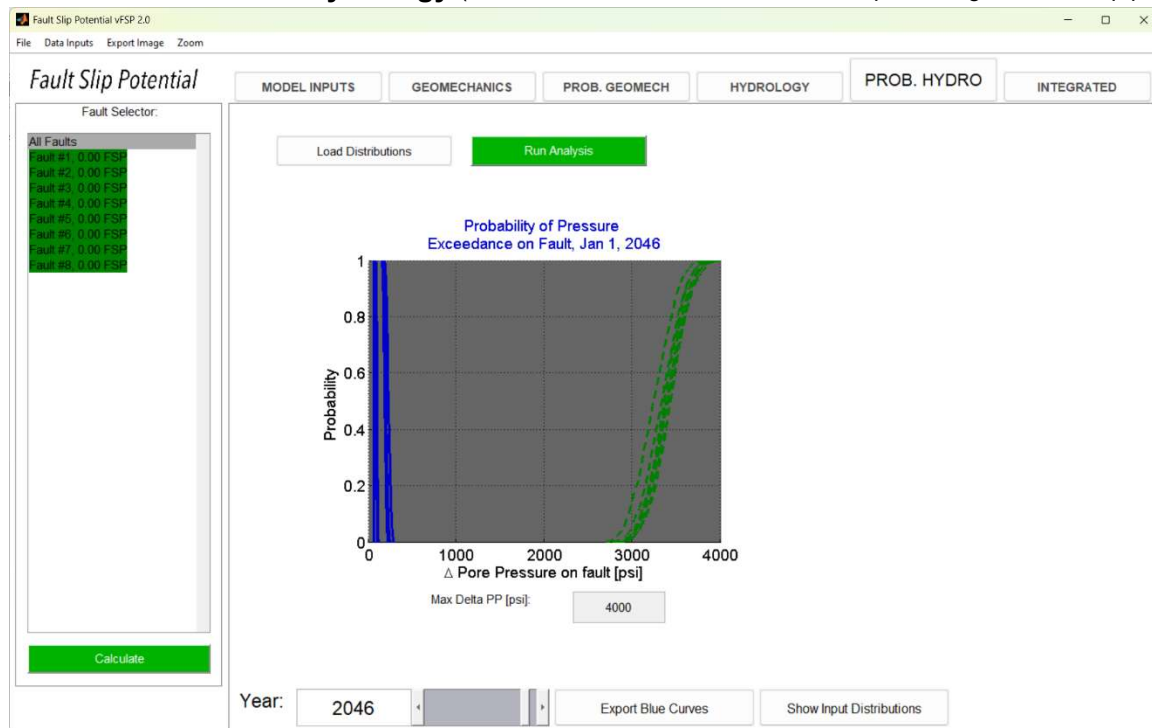 Fault Slip Potential vFSP 2.0
File Data Inputs Export Image Zoom
Fault Slip Potential
MODEL INPUTS GEOMECHANICS PROB. GEOMECH HYDROLOGY PROB. HYDRO INTEGRATED
Fault Selector:
All Faults
Fault #1, 0.00 FSP
Fault #2, 0.00 FSP
Fault #3, 0.00 FSP
Fault #4, 0.00 FSP
Fault #5, 0.00 FSP
Fault #6, 0.00 FSP
Fault #7, 0.00 FSP
Fault #8, 0.00 FSP
Calculate
Load Distributions Run Analysis
Probability of Pressure
Exceedance on Fault, Jan 1, 2046
1
0.8
0.6
0.4
0.2
0
Probability
0 1000 2000 3000 4000
Δ Pore Pressure on fault [psi]
Max Delta PP [psi]: 4000
Year: 2046 Export Blue Curves Show Input Distributions